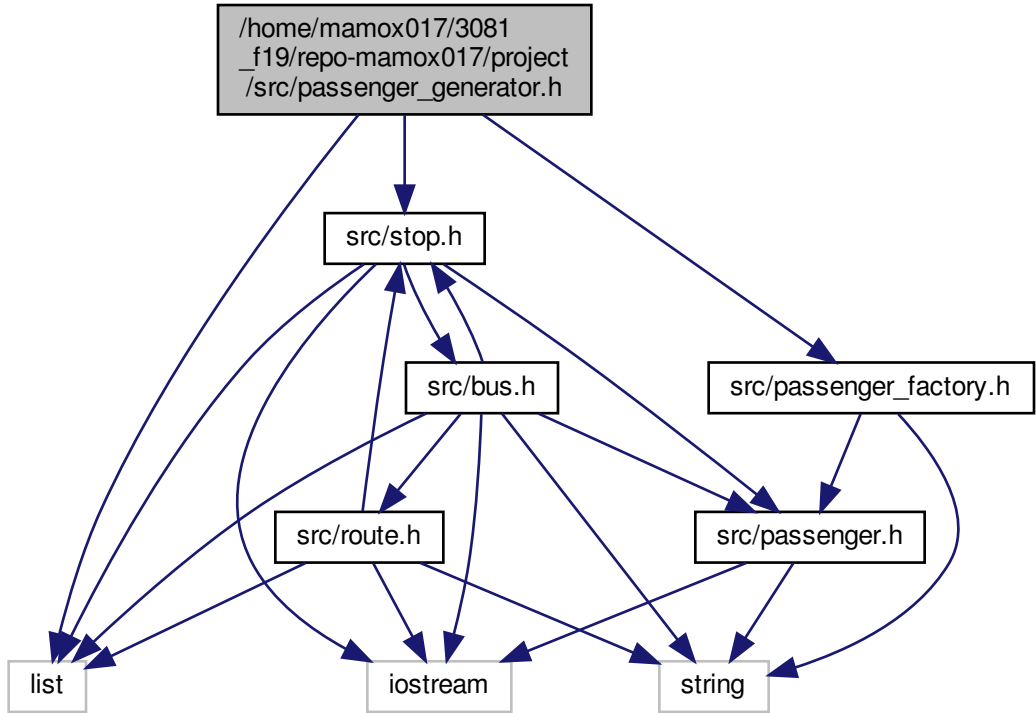 /home/mamox017/3081
_f19/repo-mamox017/project
/src/passenger_generator.h
src/stop.h
src/bus.h
src/passenger_factory.h
src/route.h
src/passenger.h
list
iostream
string